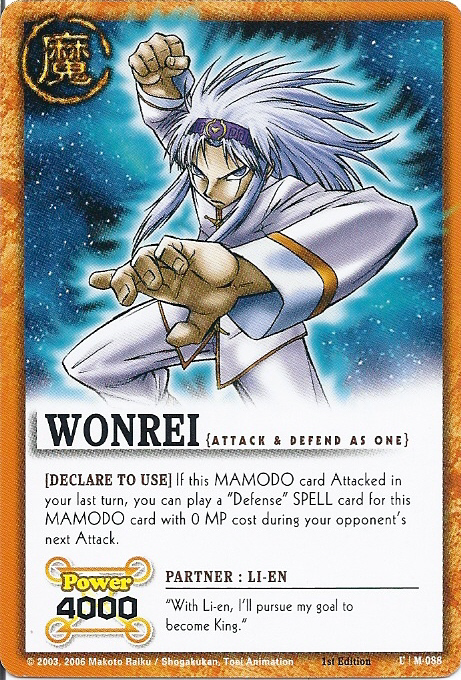 魔
WONREI {ATTACK & DEFEND AS ONE}
[DECLARE TO USE] If this MAMODO card Attacked in
your last turn, you can play a "Defense" SPELL card for this
MAMODO card with 0 MP cost during your opponent's
next Attack.
Power
4000
PARTNER : LI-EN
"With Li-en, I'll pursue my goal to
become King."
© 2003, 2006 Makoto Raiku / Shogakukan, Toei Animation 1st Edition M-088